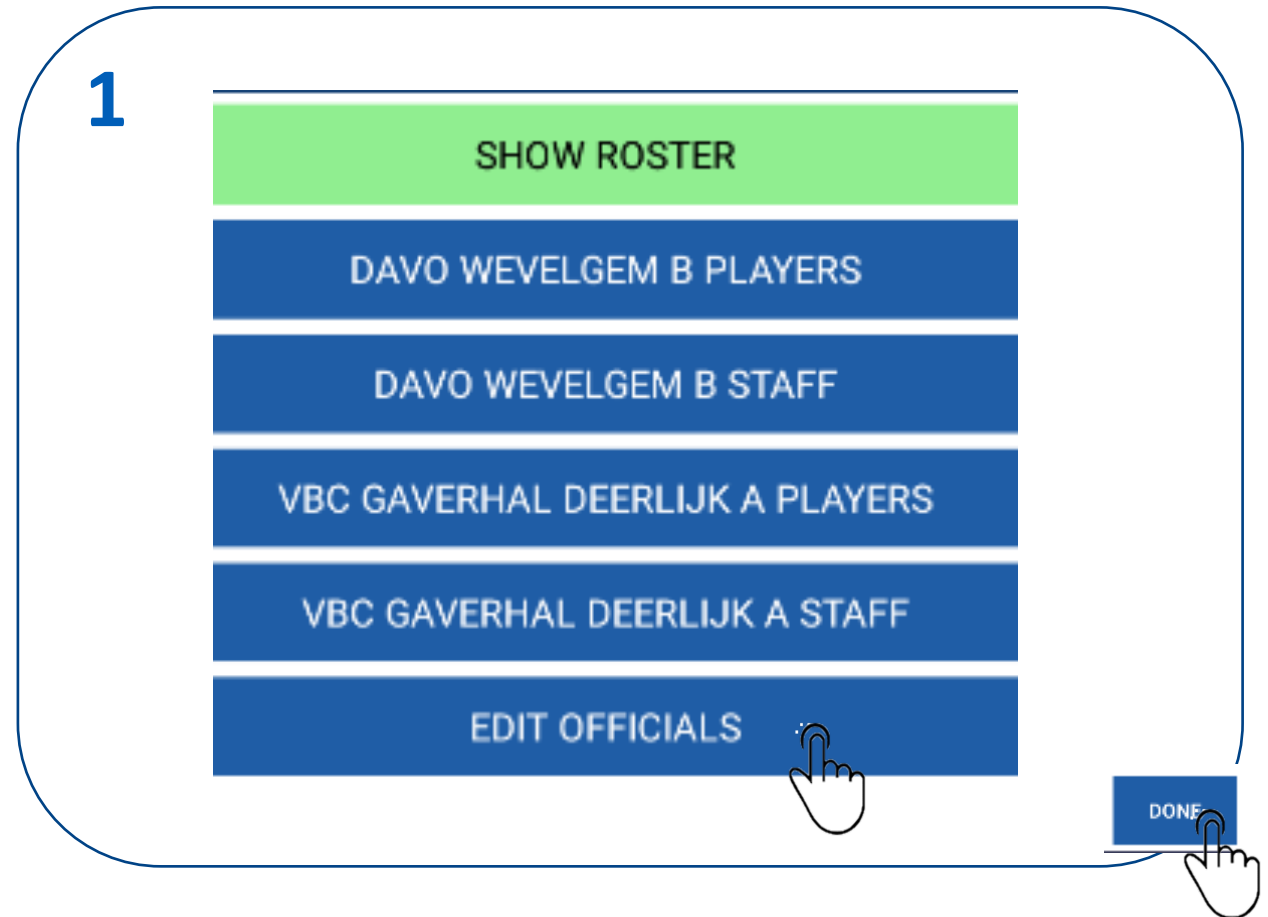 1
SHOW ROSTER
DAVO WEVELGEM B PLAYERS
DAVO WEVELGEM B STAFF
VBC GAVERHAL DEERLIJK A PLAYERS
VBC GAVERHAL DEERLIJK A STAFF
EDIT OFFICIALS
DONE